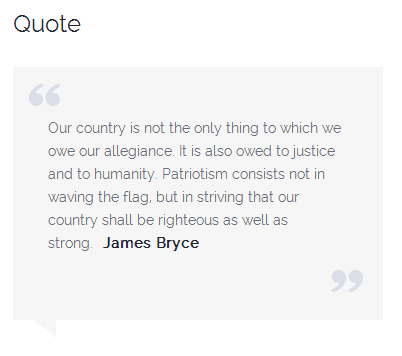 Quote
“
Our country is not the only thing to which we
owe our allegiance. It is also owed to justice
and to humanity. Patriotism consists not in
waving the flag, but in striving that our
country shall be righteous as well as
strong. James Bryce
”